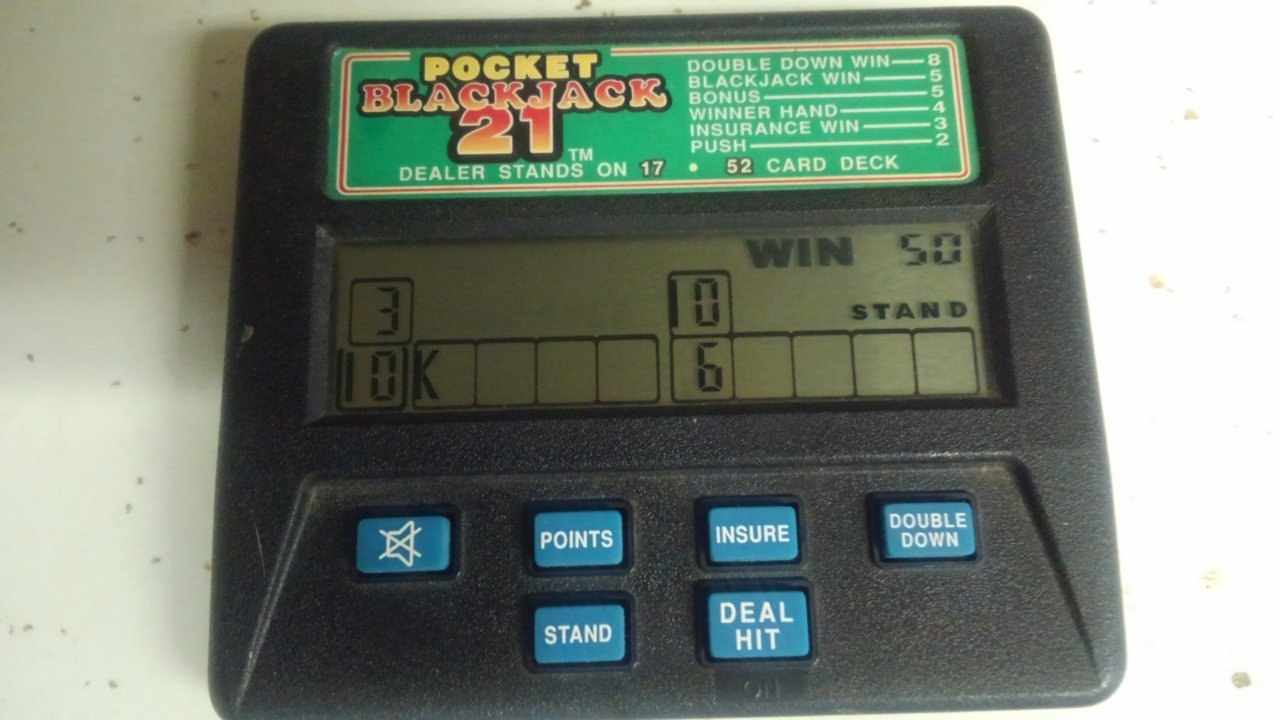 POCKET
BLACKJACK
21
TM
DOUBLE DOWN WIN 8
BLACKJACK WIN 5
BONUS 5
WINNER HAND 4
INSURANCE WIN 3
PUSH 2
DEALER STANDS ON 17 • 52 CARD DECK
WIN 50
3 10 STAND
10 K 6
POINTS
INSURE
DOUBLE
DOWN
STAND
DEAL
HIT
ON